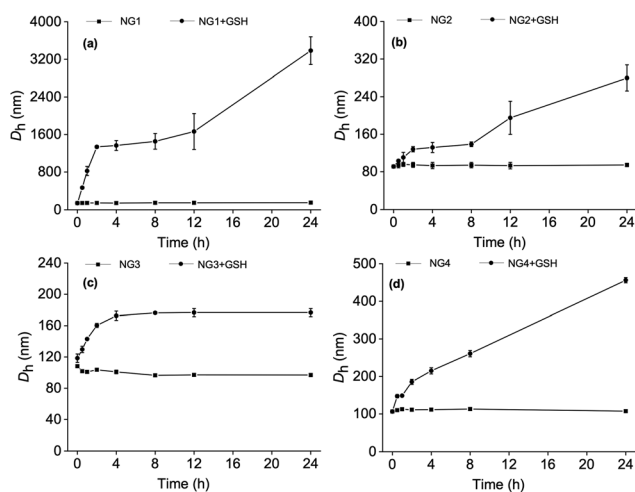 NG1 NG1+GSH
(a)
4000
3200
1600
1600
800
0
Dh (nm)
0 4 8 12 16 20 24
Time (h)
NG2 NG2+GSH
(b)
400
320
240
160
80
0
Dh (nm)
0 4 8 12 16 20 24
Time (h)
NG3 NG3+GSH
(c)
240
200
160
120
80
40
0
Dh (nm)
0 4 8 12 16 20 24
Time (h)
NG4 NG4+GSH
(d)
500
400
300
200
100
0
Dh (nm)
0 4 8 12 16 20 24
Time (h)